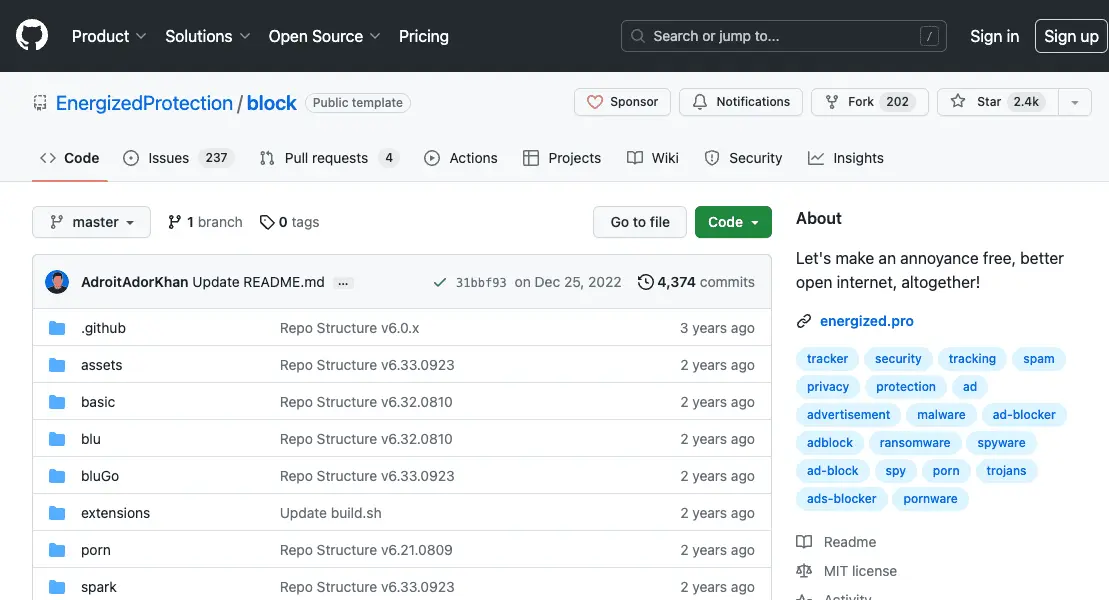 Product Solutions Open Source Pricing Search or jump to... / Sign in Sign up
EnergizedProtection / block Public template Sponsor Notifications Fork 202 Star 2.4k
Code Issues 237 Pull requests 4 Actions Projects Wiki Security Insights
master 1 branch 0 tags Go to file Code
AdroitAdorKhan Update README.md ... 31bbf93 on Dec 25, 2022 4,374 commits
.github Repo Structure v6.0.x 3 years ago
assets Repo Structure v6.33.0923 2 years ago
basic Repo Structure v6.32.0810 2 years ago
blu Repo Structure v6.32.0810 2 years ago
bluGo Repo Structure v6.33.0923 2 years ago
extensions Update build.sh 2 years ago
porn Repo Structure v6.21.0809 2 years ago
spark Repo Structure v6.33.0923 2 years ago
About
Let's make an annoyance free, better
open internet, altogether!
energized.pro
tracker security tracking spam
privacy protection ad
advertisement malware ad-blocker
adblock ransomware spyware
ad-block spy porn trojans
ads-blocker pornware
Readme
MIT license
Activity